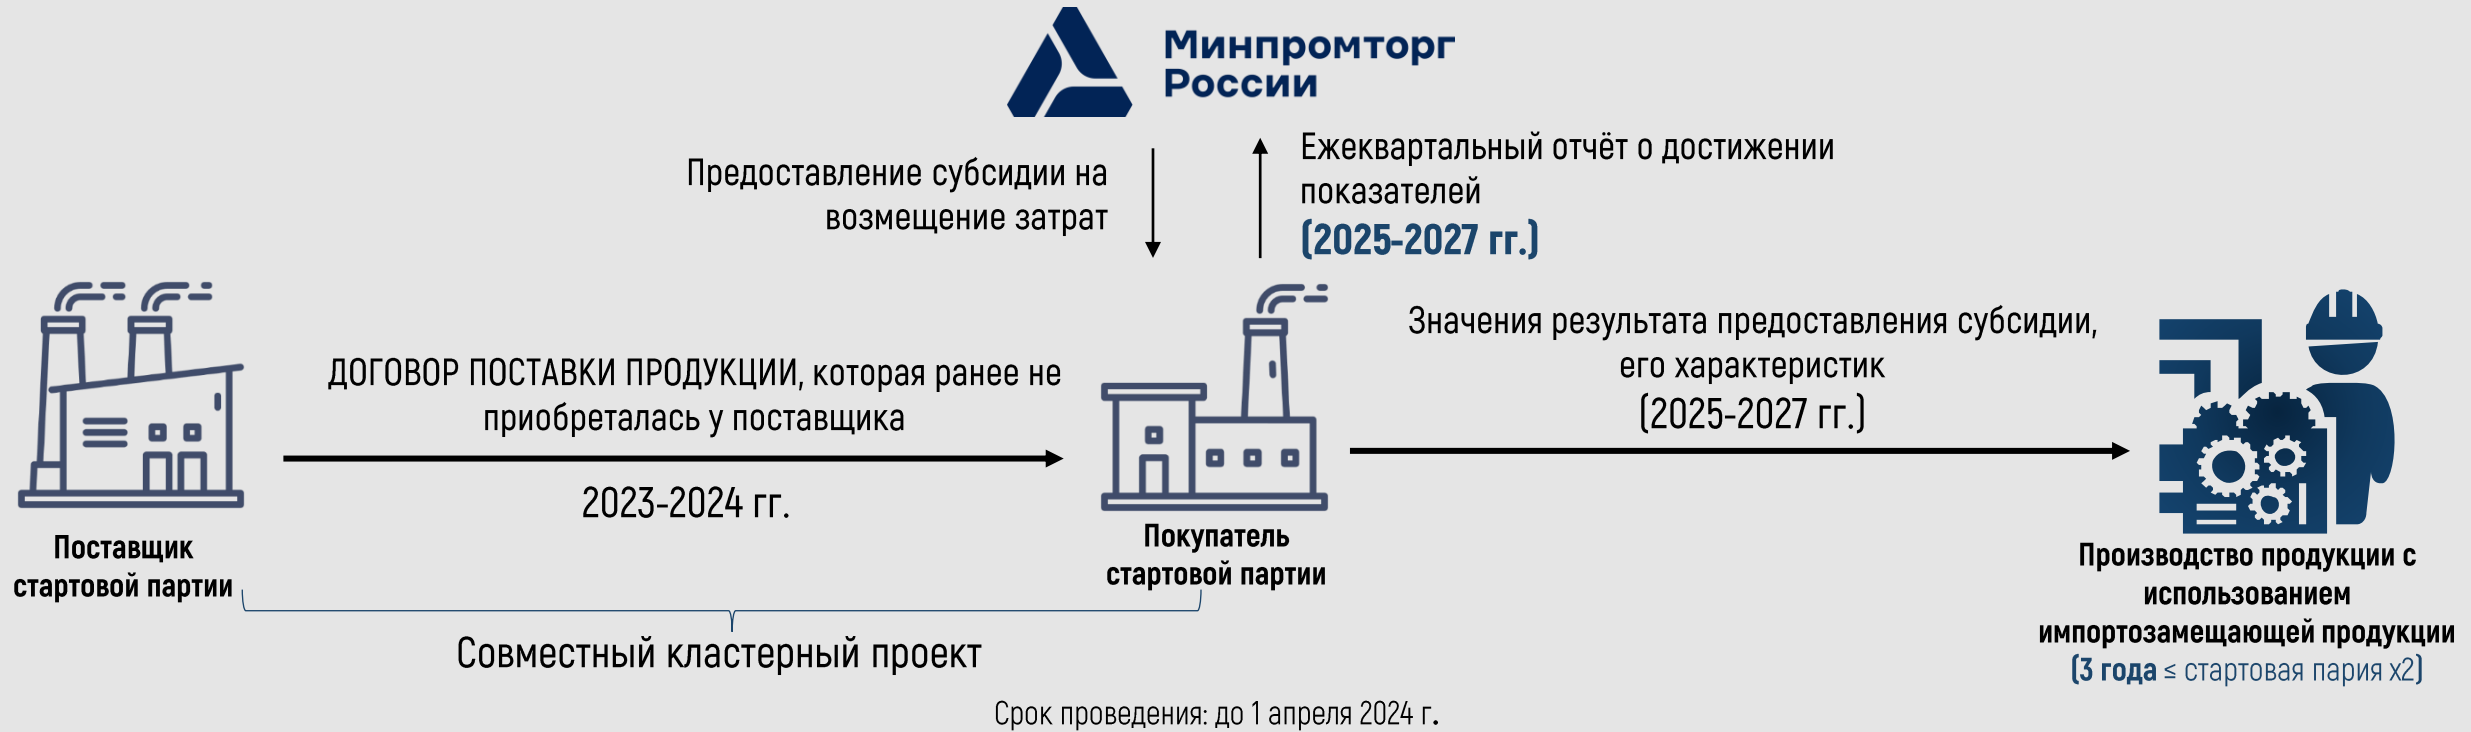 Минпромторг
России
Предоставление субсидии на
возмещение затрат
Ежеквартальный отчёт о достижении
показателей
(2025-2027 гг.)
ДОГОВОР ПОСТАВКИ ПРОДУКЦИИ, которая ранее не
приобреталась у поставщика
2023-2024 гг.
Значения результата предоставления субсидии,
его характеристик
(2025-2027 гг.)
Поставщик
стартовой партии
Покупатель
стартовой партии
Производство продукции с
использованием
импортозамещающей продукции
(3 года ≤ стартовая пария х2)
Совместный кластерный проект
Срок проведения: до 1 апреля 2024 г.